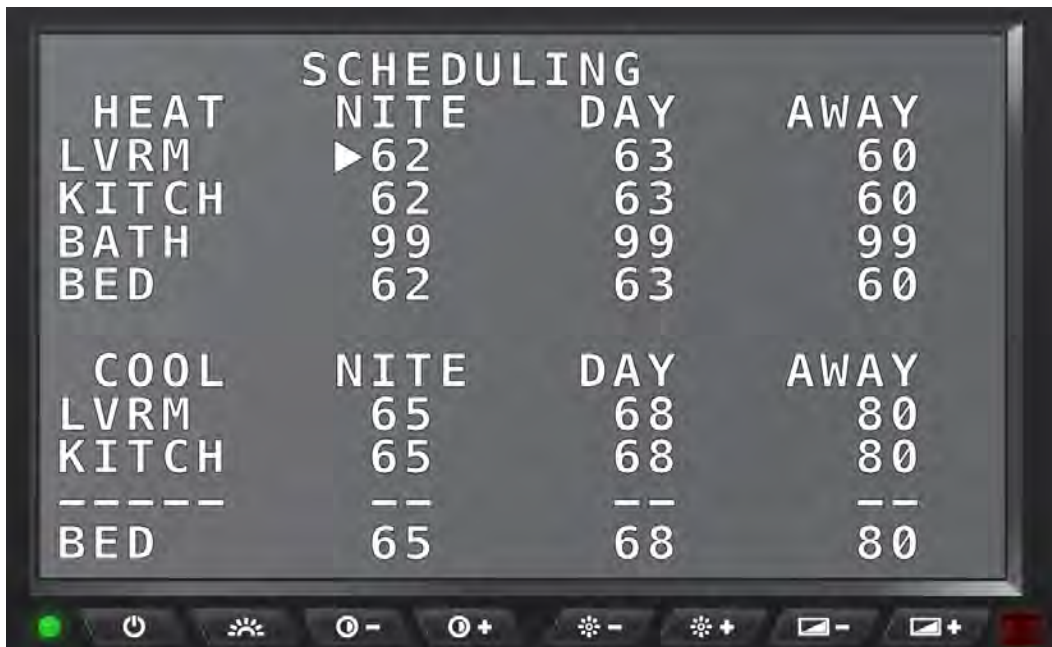 SCHEDULING
HEAT NITE DAY AWAY
LVRM ▶62 63 60
KITCH 62 63 60
BATH 99 99 99
BED 62 63 60
COOL NITE DAY AWAY
LVRM 65 68 80
KITCH 65 68 80
----- -- -- --
BED 65 68 80